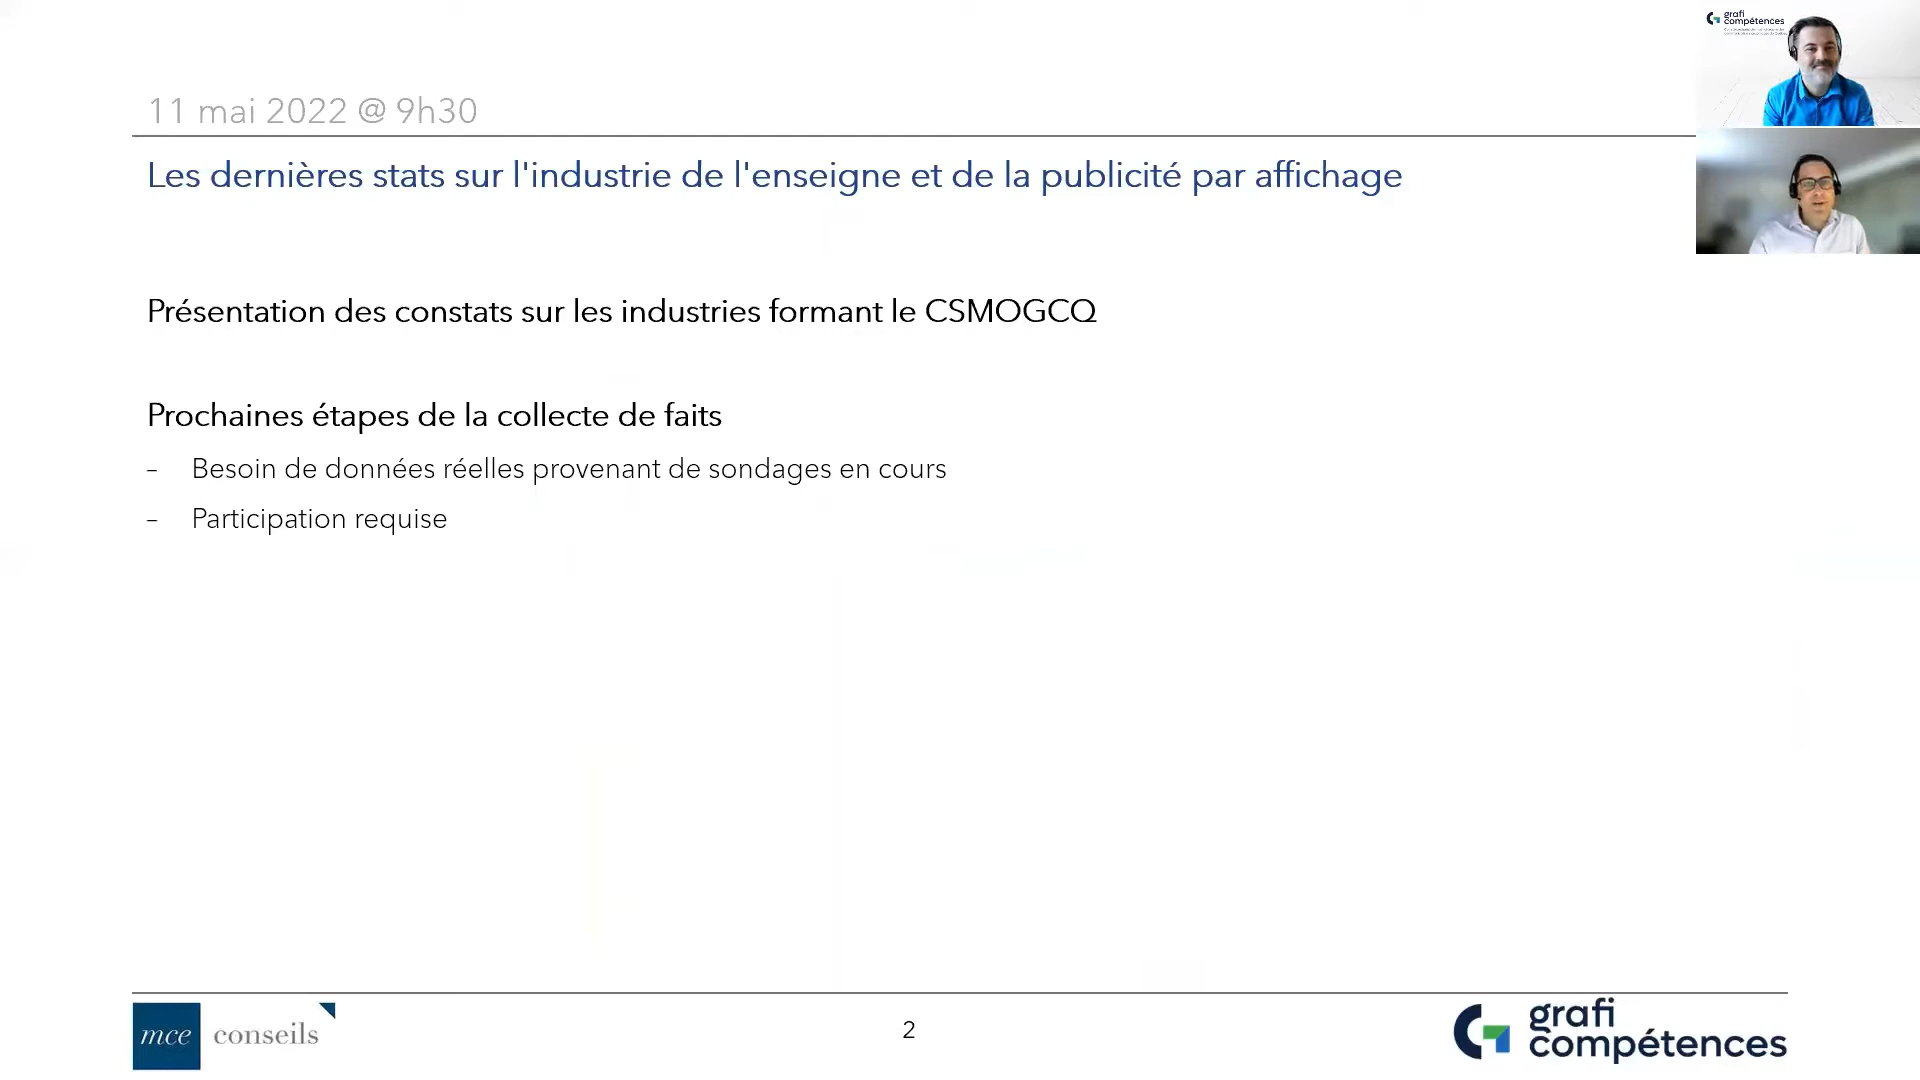 grafi
compétences
11 mai 2022 @ 9h30
Les dernières stats sur l'industrie de l'enseigne et de la publicité par affichage
Présentation des constats sur les industries formant le CSMOGCQ
Prochaines étapes de la collecte de faits
– Besoin de données réelles provenant de sondages en cours
– Participation requise
mce conseils
2
grafi
compétences